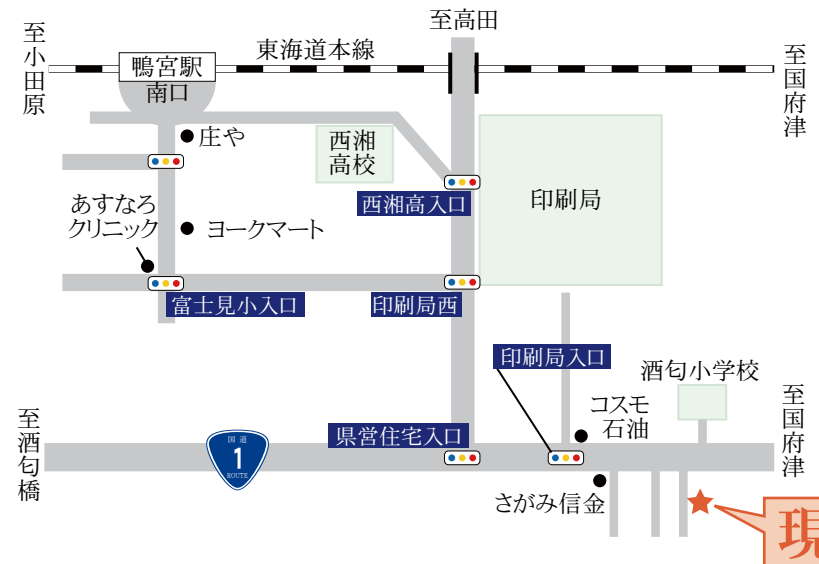 至高田
至小田原
東海道本線
至国府津
鴨宮駅
南口
庄や
西湘
高校
印刷局
西湘高入口
あすなろ
クリニック
ヨークマート
富士見小入口
印刷局西
印刷局入口
酒匂小学校
コスモ
石油
至国府津
至酒匂橋
県営住宅入口
国道
1
ROUTE
さがみ信金
現